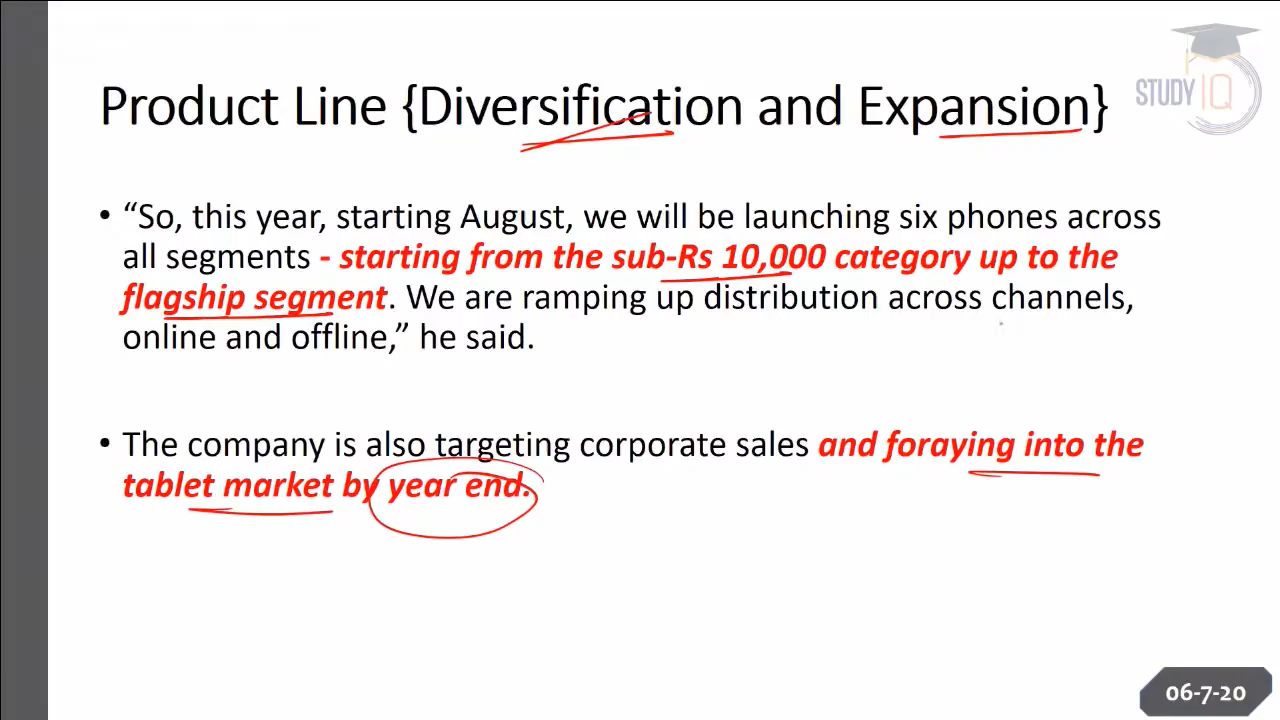 STUDY IQ
Product Line {Diversification and Expansion}
• “So, this year, starting August, we will be launching six phones across
all segments - starting from the sub-Rs 10,000 category up to the
flagship segment. We are ramping up distribution across channels,
online and offline,” he said.
• The company is also targeting corporate sales and foraying into the
tablet market by year end.
06-7-20